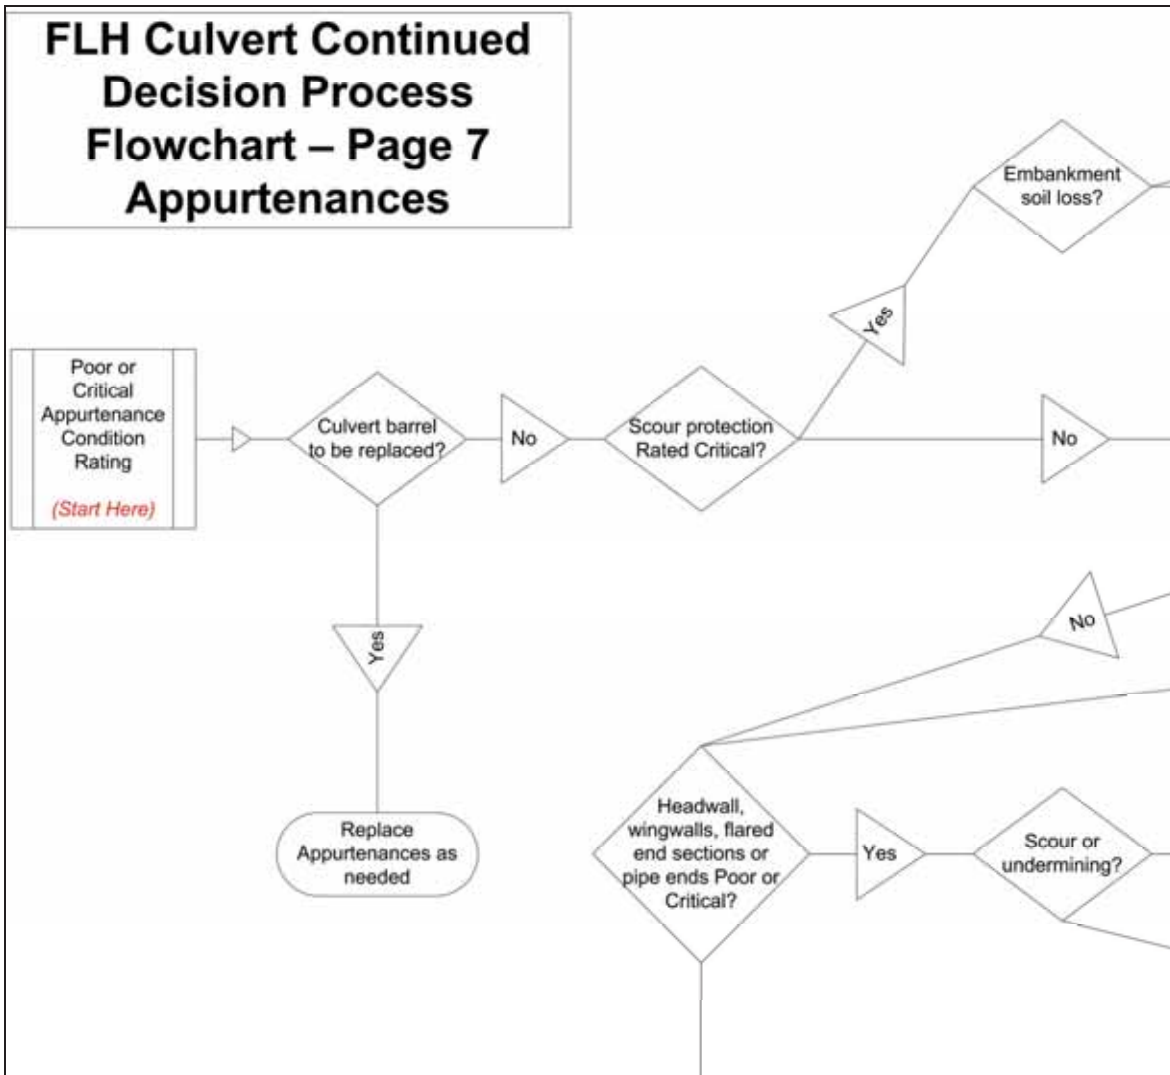 FLH Culvert Continued
Decision Process
Flowchart – Page 7
Appurtenances
Embankment
soil loss?
Yes
Poor or
Critical
Appurtenance
Condition
Rating
(Start Here)
Culvert barrel
to be replaced?
No
Scour protection
Rated Critical?
No
No
Yes
Replace
Appurtenances as
needed
Headwall,
wingwalls, flared
end sections or
pipe ends Poor or
Critical?
Yes
Scour or
undermining?